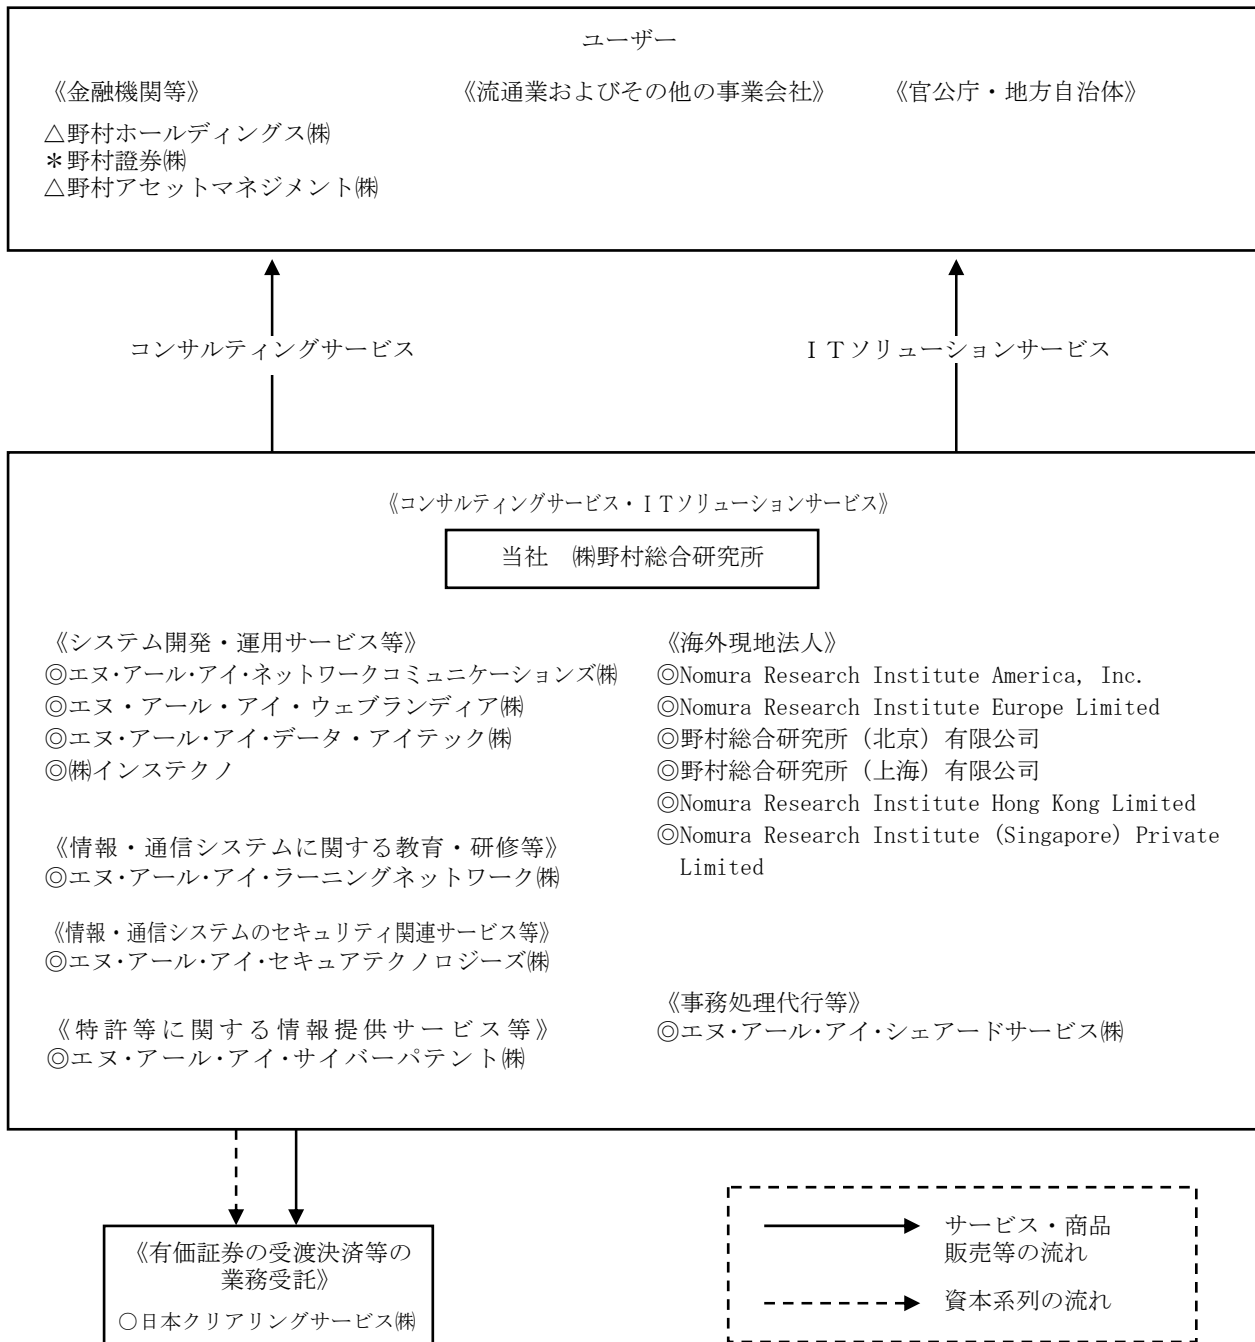 ユーザー
《金融機関等》
《流通業およびその他の事業会社》
《官公庁・地方自治体》
△野村ホールディングス㈱
＊野村證券㈱
△野村アセットマネジメント㈱
コンサルティングサービス
ＩＴソリューションサービス
《コンサルティングサービス・ＩＴソリューションサービス》
当社　㈱野村総合研究所
《システム開発・運用サービス等》
◎エヌ・アール・アイ・ネットワークコミュニケーションズ㈱
◎エヌ・アール・アイ・ウェブランディア㈱
◎エヌ・アール・アイ・データ・アイテック㈱
◎㈱インステクノ
《情報・通信システムに関する教育・研修等》
◎エヌ・アール・アイ・ラーニングネットワーク㈱
《情報・通信システムのセキュリティ関連サービス等》
◎エヌ・アール・アイ・セキュアテクノロジーズ㈱
《特許等に関する情報提供サービス等》
◎エヌ・アール・アイ・サイバーパテント㈱
《海外現地法人》
◎Nomura Research Institute America, Inc.
◎Nomura Research Institute Europe Limited
◎野村総合研究所（北京）有限公司
◎野村総合研究所（上海）有限公司
◎Nomura Research Institute Hong Kong Limited
◎Nomura Research Institute (Singapore) Private
Limited
《事務処理代行等》
◎エヌ・アール・アイ・シェアードサービス㈱
《有価証券の受渡決済等の
業務受託》
○日本クリアリングサービス㈱
サービス・商品
販売等の流れ
資本系列の流れ